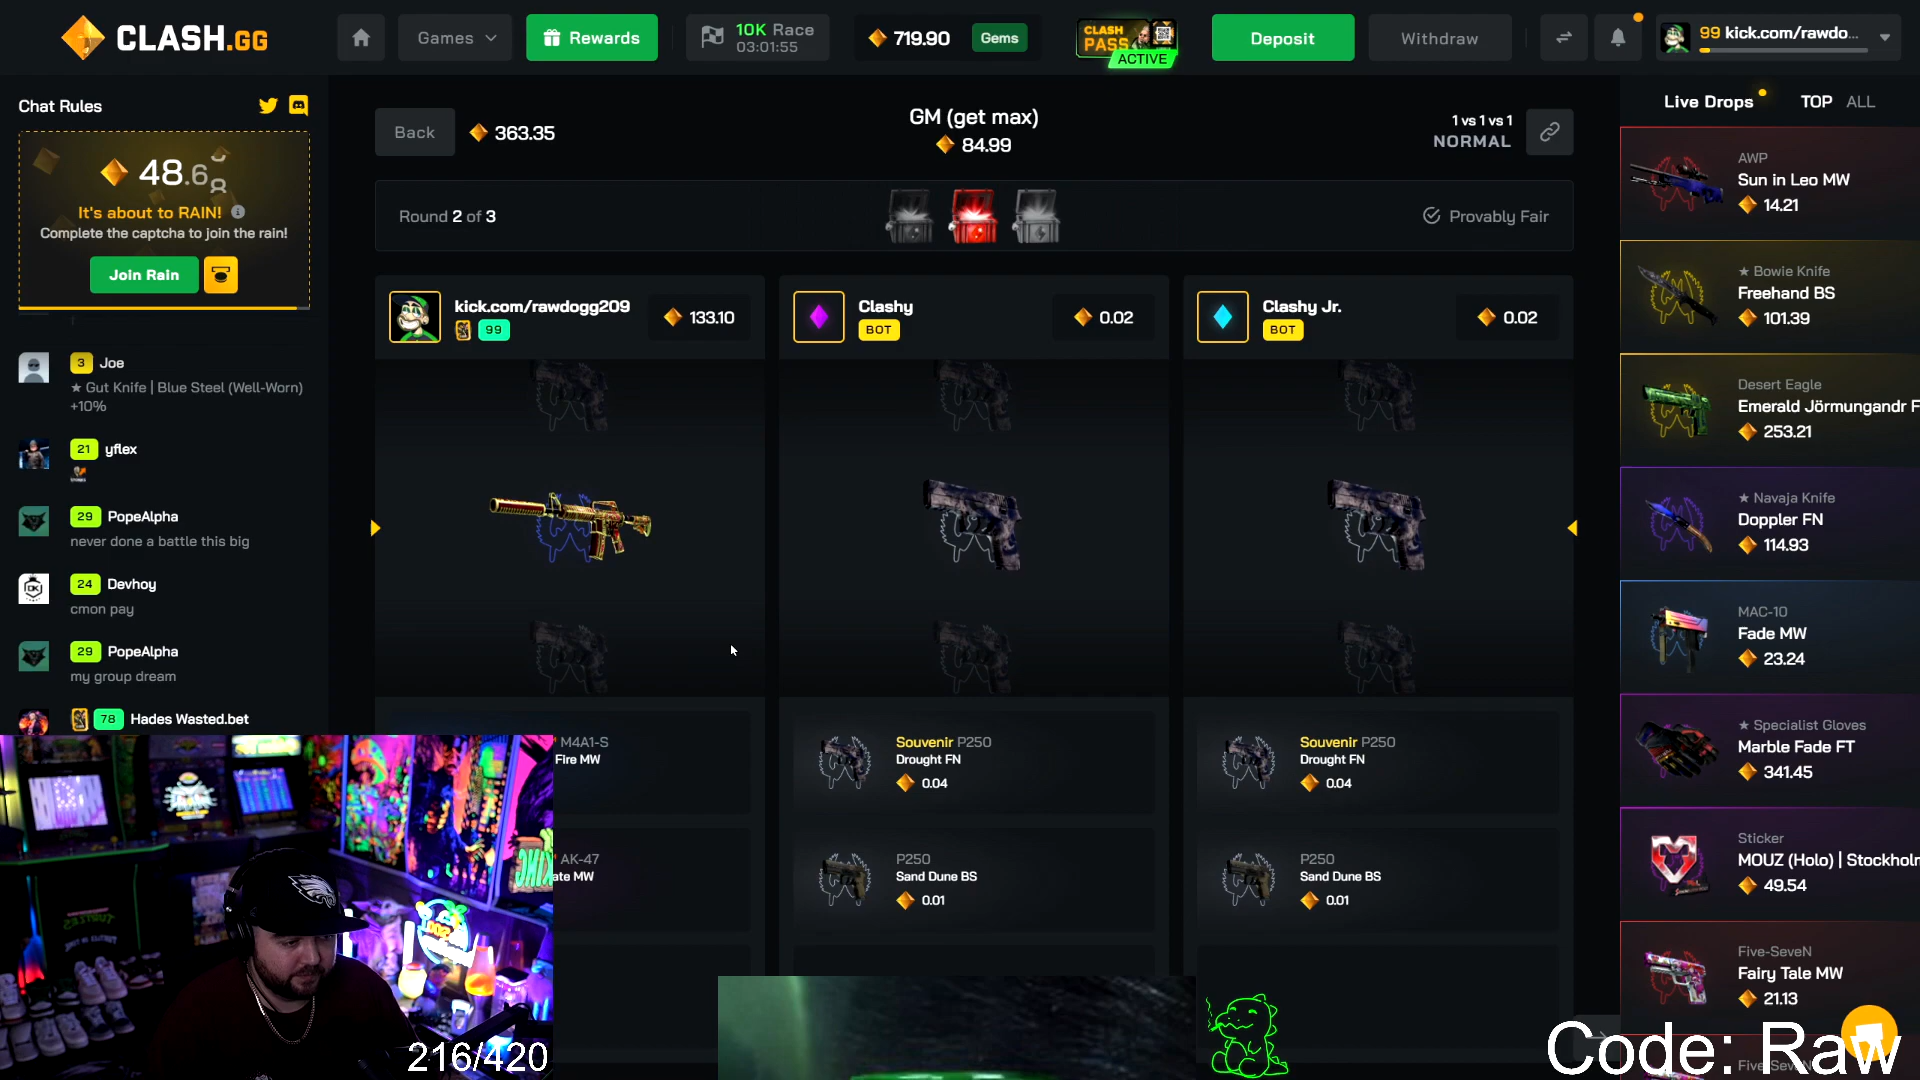 CLASH.GG
Games
Rewards
10K Race
03:01:55
719.90
Gems
CLASH
PASS
ACTIVE
Deposit
Withdraw
99 kick.com/rawdo...
Chat Rules
48.6
It's about to RAIN!
Complete the captcha to join the rain!
Join Rain
3 Joe
★ Gut Knife | Blue Steel (Well-Worn)
+10%
21 yflex
29 PopeAlpha
never done a battle this big
24 Devhoy
cmon pay
29 PopeAlpha
my group dream
78 Hades Wasted.bet
Back
363.35
GM (get max)
84.99
1 vs 1 vs 1
NORMAL
Round 2 of 3
Provably Fair
kick.com/rawdogg209
99
133.10
Clashy
BOT
0.02
Clashy Jr.
BOT
0.02
M4A1-S
Fire MW
AK-47
ate MW
Souvenir P250
Drought FN
0.04
P250
Sand Dune BS
0.01
Souvenir P250
Drought FN
0.04
P250
Sand Dune BS
0.01
Live Drops
TOP ALL
AWP
Sun in Leo MW
14.21
★ Bowie Knife
Freehand BS
101.39
Desert Eagle
Emerald Jörmungandr F
253.21
★ Navaja Knife
Doppler FN
114.93
MAC-10
Fade MW
23.24
★ Specialist Gloves
Marble Fade FT
341.45
Sticker
MOUZ (Holo) | Stockholm
49.54
Five-SeveN
Fairy Tale MW
21.13
Five-SeveN
216/420
Code: Raw